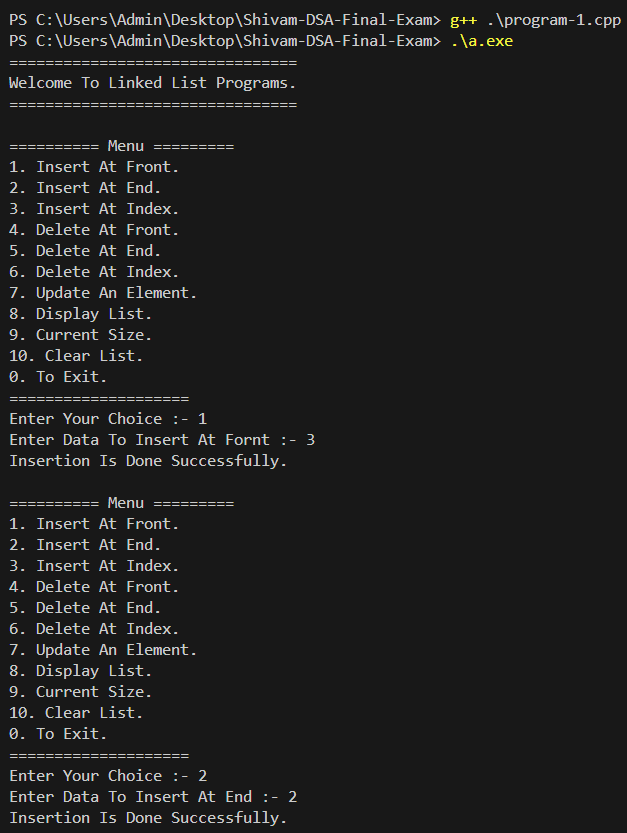 PS C:\Users\Admin\Desktop\Shivam-DSA-Final-Exam> g++ .\program-1.cpp
PS C:\Users\Admin\Desktop\Shivam-DSA-Final-Exam> .\a.exe
================================
Welcome To Linked List Programs.
================================
========== Menu =========
1. Insert At Front.
2. Insert At End.
3. Insert At Index.
4. Delete At Front.
5. Delete At End.
6. Delete At Index.
7. Update An Element.
8. Display List.
9. Current Size.
10. Clear List.
0. To Exit.
====================
Enter Your Choice :- 1
Enter Data To Insert At Fornt :- 3
Insertion Is Done Successfully.
========== Menu =========
1. Insert At Front.
2. Insert At End.
3. Insert At Index.
4. Delete At Front.
5. Delete At End.
6. Delete At Index.
7. Update An Element.
8. Display List.
9. Current Size.
10. Clear List.
0. To Exit.
====================
Enter Your Choice :- 2
Enter Data To Insert At End :- 2
Insertion Is Done Successfully.